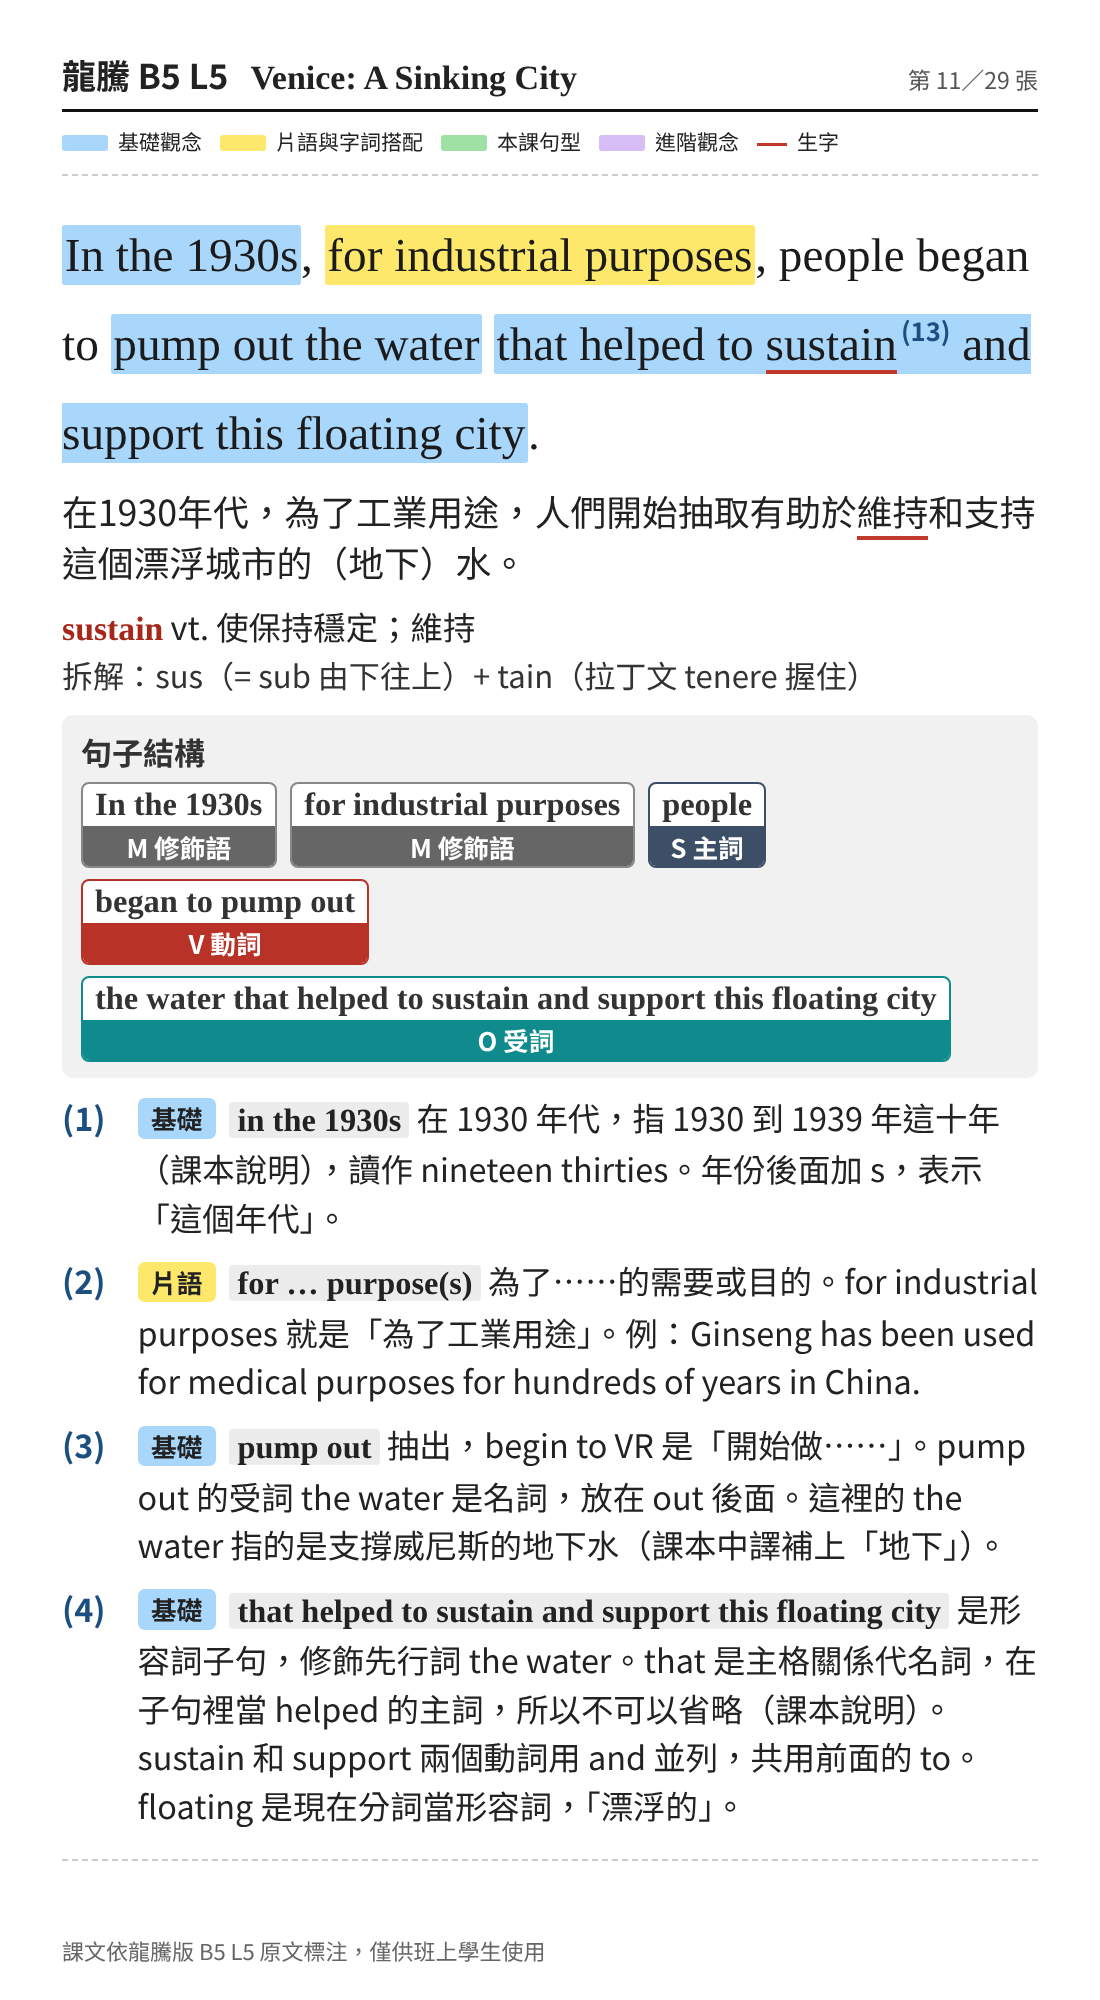 龍騰 B5 L5 Venice: A Sinking City 第 11／29 張
基礎觀念 片語與字詞搭配 本課句型 進階觀念 生字
In the 1930s, for industrial purposes, people began
to pump out the water that helped to sustain(13) and
support this floating city.
在1930年代，為了工業用途，人們開始抽取有助於維持和支持
這個漂浮城市的（地下）水。
sustain vt. 使保持穩定；維持
拆解：sus（= sub 由下往上）+ tain（拉丁文 tenere 握住）
句子結構
In the 1930s for industrial purposes people
M 修飾語 M 修飾語 S 主詞
began to pump out
V 動詞
the water that helped to sustain and support this floating city
O 受詞
(1) 基礎 in the 1930s 在 1930 年代，指 1930 到 1939 年這十年
（課本說明），讀作 nineteen thirties。年份後面加 s，表示
「這個年代」。
(2) 片語 for … purpose(s) 為了……的需要或目的。for industrial
purposes 就是「為了工業用途」。例：Ginseng has been used
for medical purposes for hundreds of years in China.
(3) 基礎 pump out 抽出，begin to VR 是「開始做……」。pump
out 的受詞 the water 是名詞，放在 out 後面。這裡的 the
water 指的是支撐威尼斯的地下水（課本中譯補上「地下」）。
(4) 基礎 that helped to sustain and support this floating city 是形
容詞子句，修飾先行詞 the water。that 是主格關係代名詞，在
子句裡當 helped 的主詞，所以不可以省略（課本說明）。
sustain 和 support 兩個動詞用 and 並列，共用前面的 to。
floating 是現在分詞當形容詞，「漂浮的」。
課文依龍騰版 B5 L5 原文標注，僅供班上學生使用